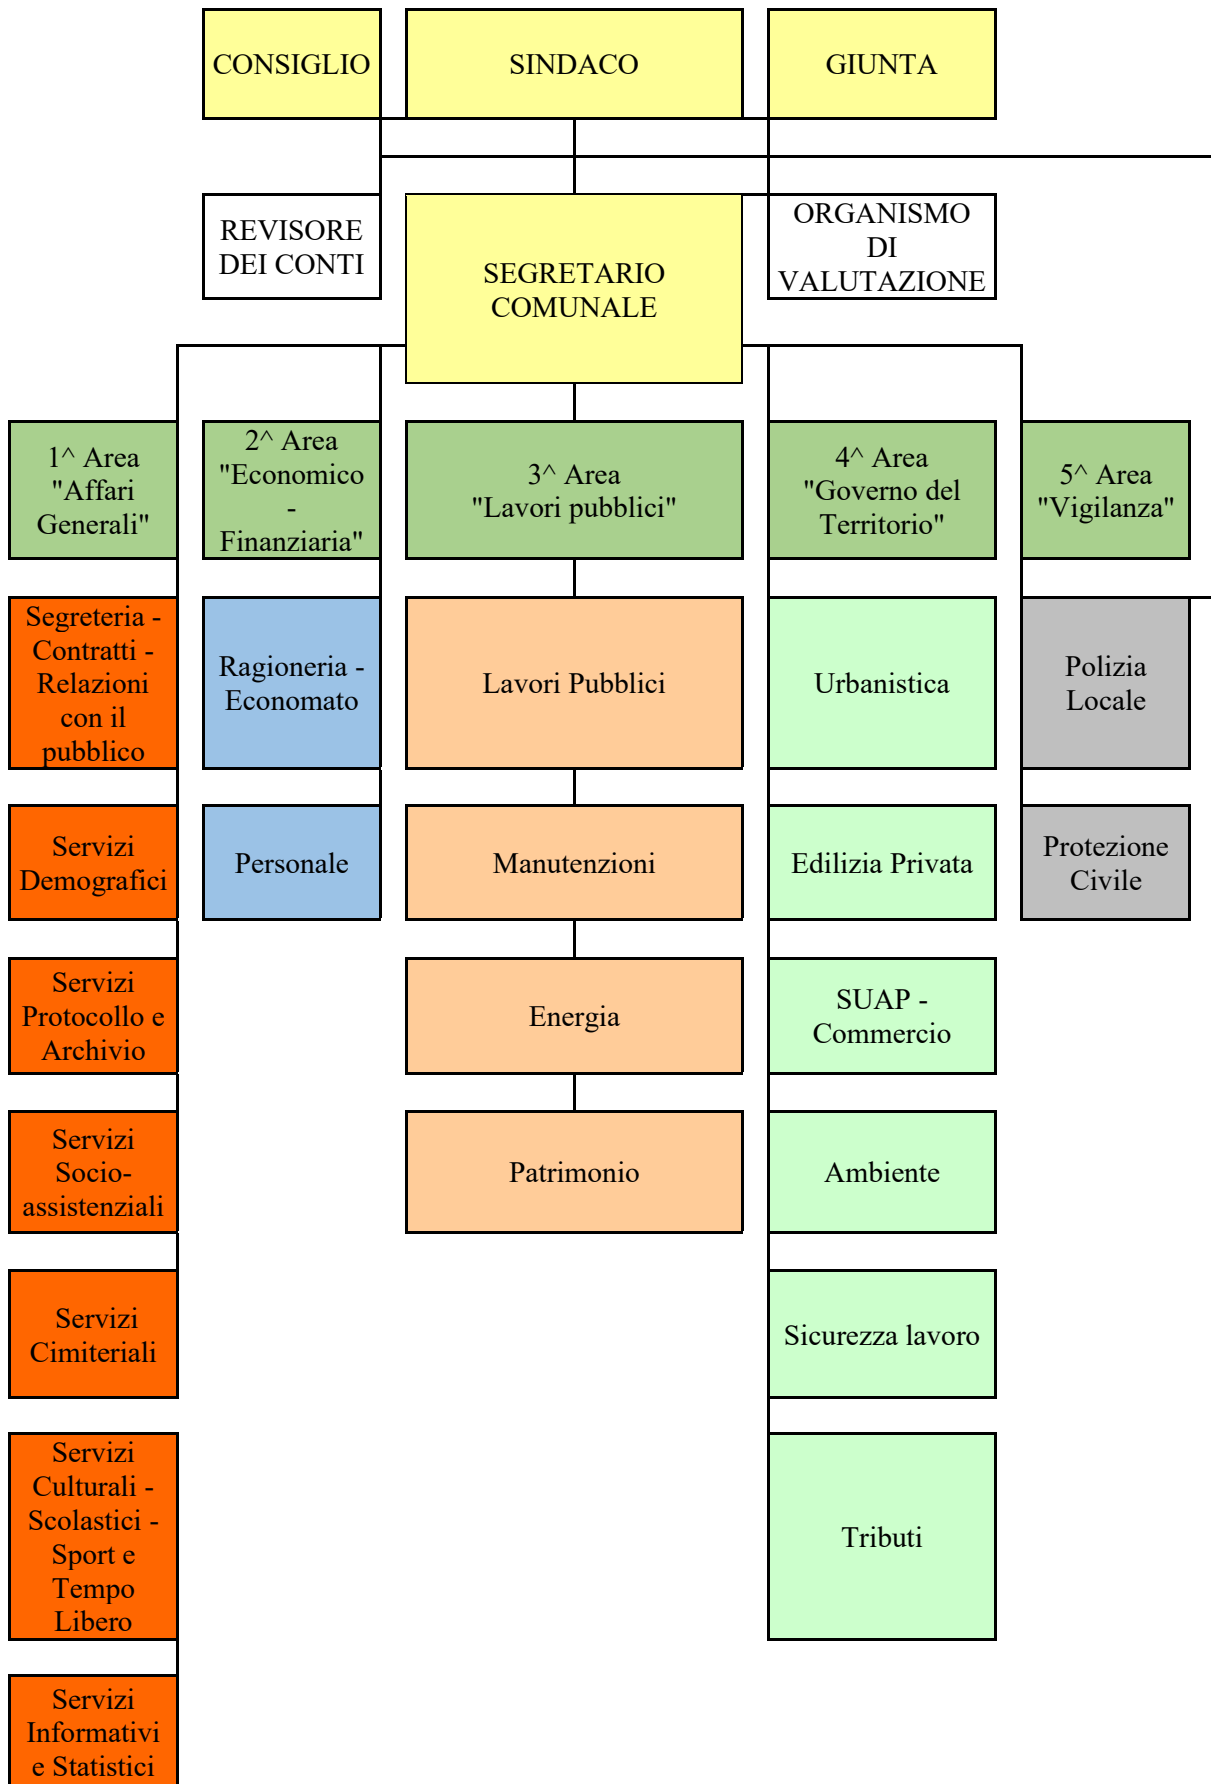 CONSIGLIO
SINDACO
GIUNTA
REVISORE
DEI CONTI
SEGRETARIO
COMUNALE
ORGANISMO
DI
VALUTAZIONE
1^ Area
"Affari
Generali"
2^ Area
"Economico
-
Finanziaria"
3^ Area
"Lavori pubblici"
4^ Area
"Governo del
Territorio"
5^ Area
"Vigilanza"
Segreteria -
Contratti -
Relazioni
con il
pubblico
Ragioneria -
Economato
Lavori Pubblici
Urbanistica
Polizia
Locale
Servizi
Demografici
Personale
Manutenzioni
Edilizia Privata
Protezione
Civile
Servizi
Protocollo e
Archivio
Energia
SUAP -
Commercio
Servizi
Socio-
assistenziali
Patrimonio
Ambiente
Servizi
Cimiteriali
Sicurezza lavoro
Servizi
Culturali -
Scolastici -
Sport e
Tempo
Libero
Tributi
Servizi
Informativi
e Statistici